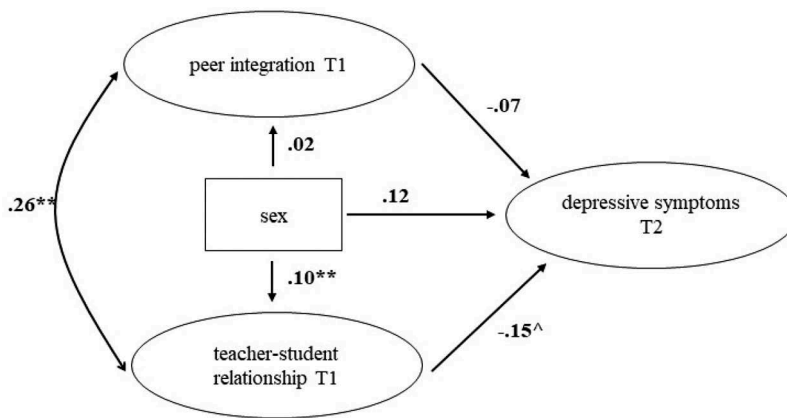 peer integration T1
-.07
.02
.26**
sex
.12
depressive symptoms
T2
.10**
-.15^
teacher-student
relationship T1